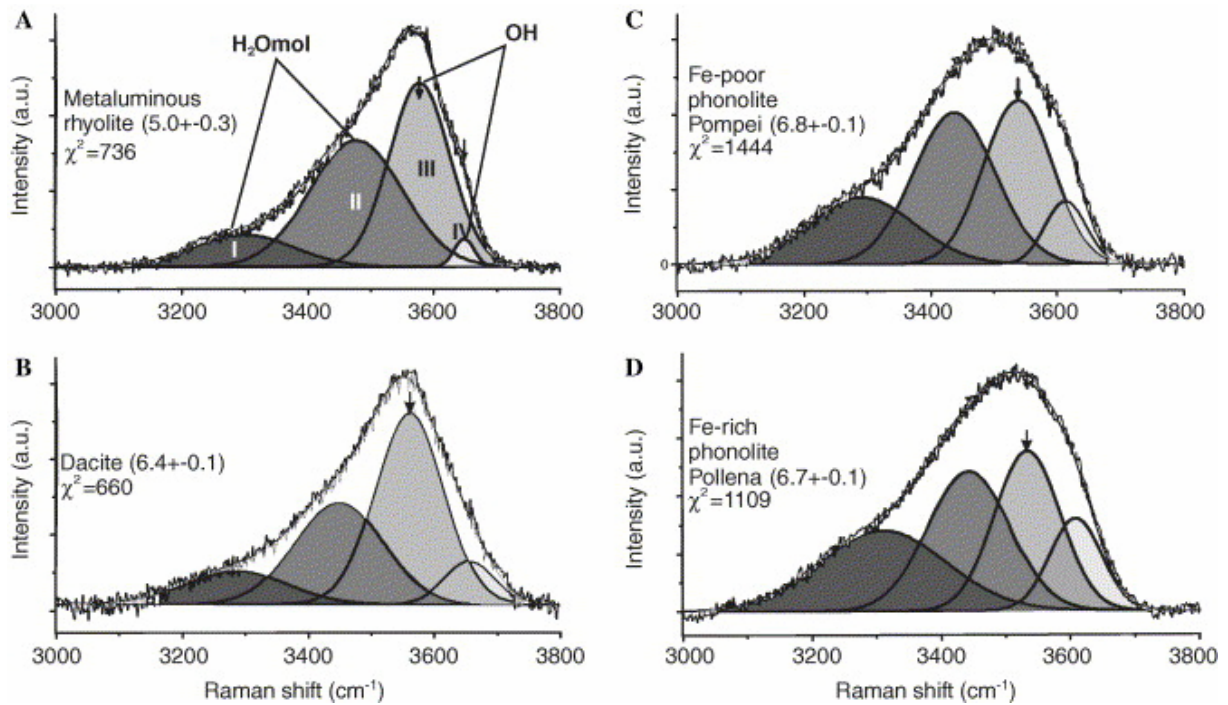 A
H₂Omol
OH
Metaluminous
rhyolite (5.0+-0.3)
χ²=736
I
II
III
IV
Intensity (a.u.)
3000 3200 3400 3600 3800
B
Dacite (6.4+-0.1)
χ²=660
Intensity (a.u.)
3000 3200 3400 3600 3800
Raman shift (cm⁻¹)
C
Fe-poor
phonolite
Pompei (6.8+-0.1)
χ²=1444
Intensity (a.u.)
0
3000 3200 3400 3600 3800
D
Fe-rich
phonolite
Pollena (6.7+-0.1)
χ²=1109
Intensity (a.u.)
3000 3200 3400 3600 3800
Raman shift (cm⁻¹)